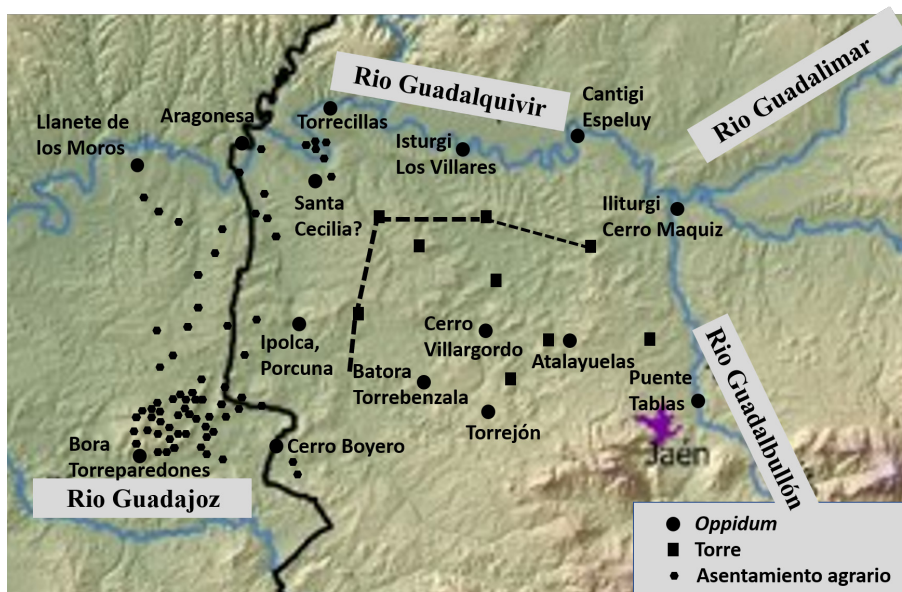 Rio Guadalquivir
Rio Guadalimar
Cantigi
Espeluy
Aragonesa
Torrecillas
Llanete de
los Moros
Isturgi
Los Villares
Santa
Cecilia?
Iliturgi
Cerro Maquiz
Ipolca,
Porcuna
Cerro
Villargordo
Atalayuelas
Batora
Torrebenzala
Puente
Tablas
Rio Guadalbullón
Torrejón
Bora
Torreparedones
Cerro Boyero
Jaén
Rio Guadajoz
Oppidum
Torre
Asentamiento agrario